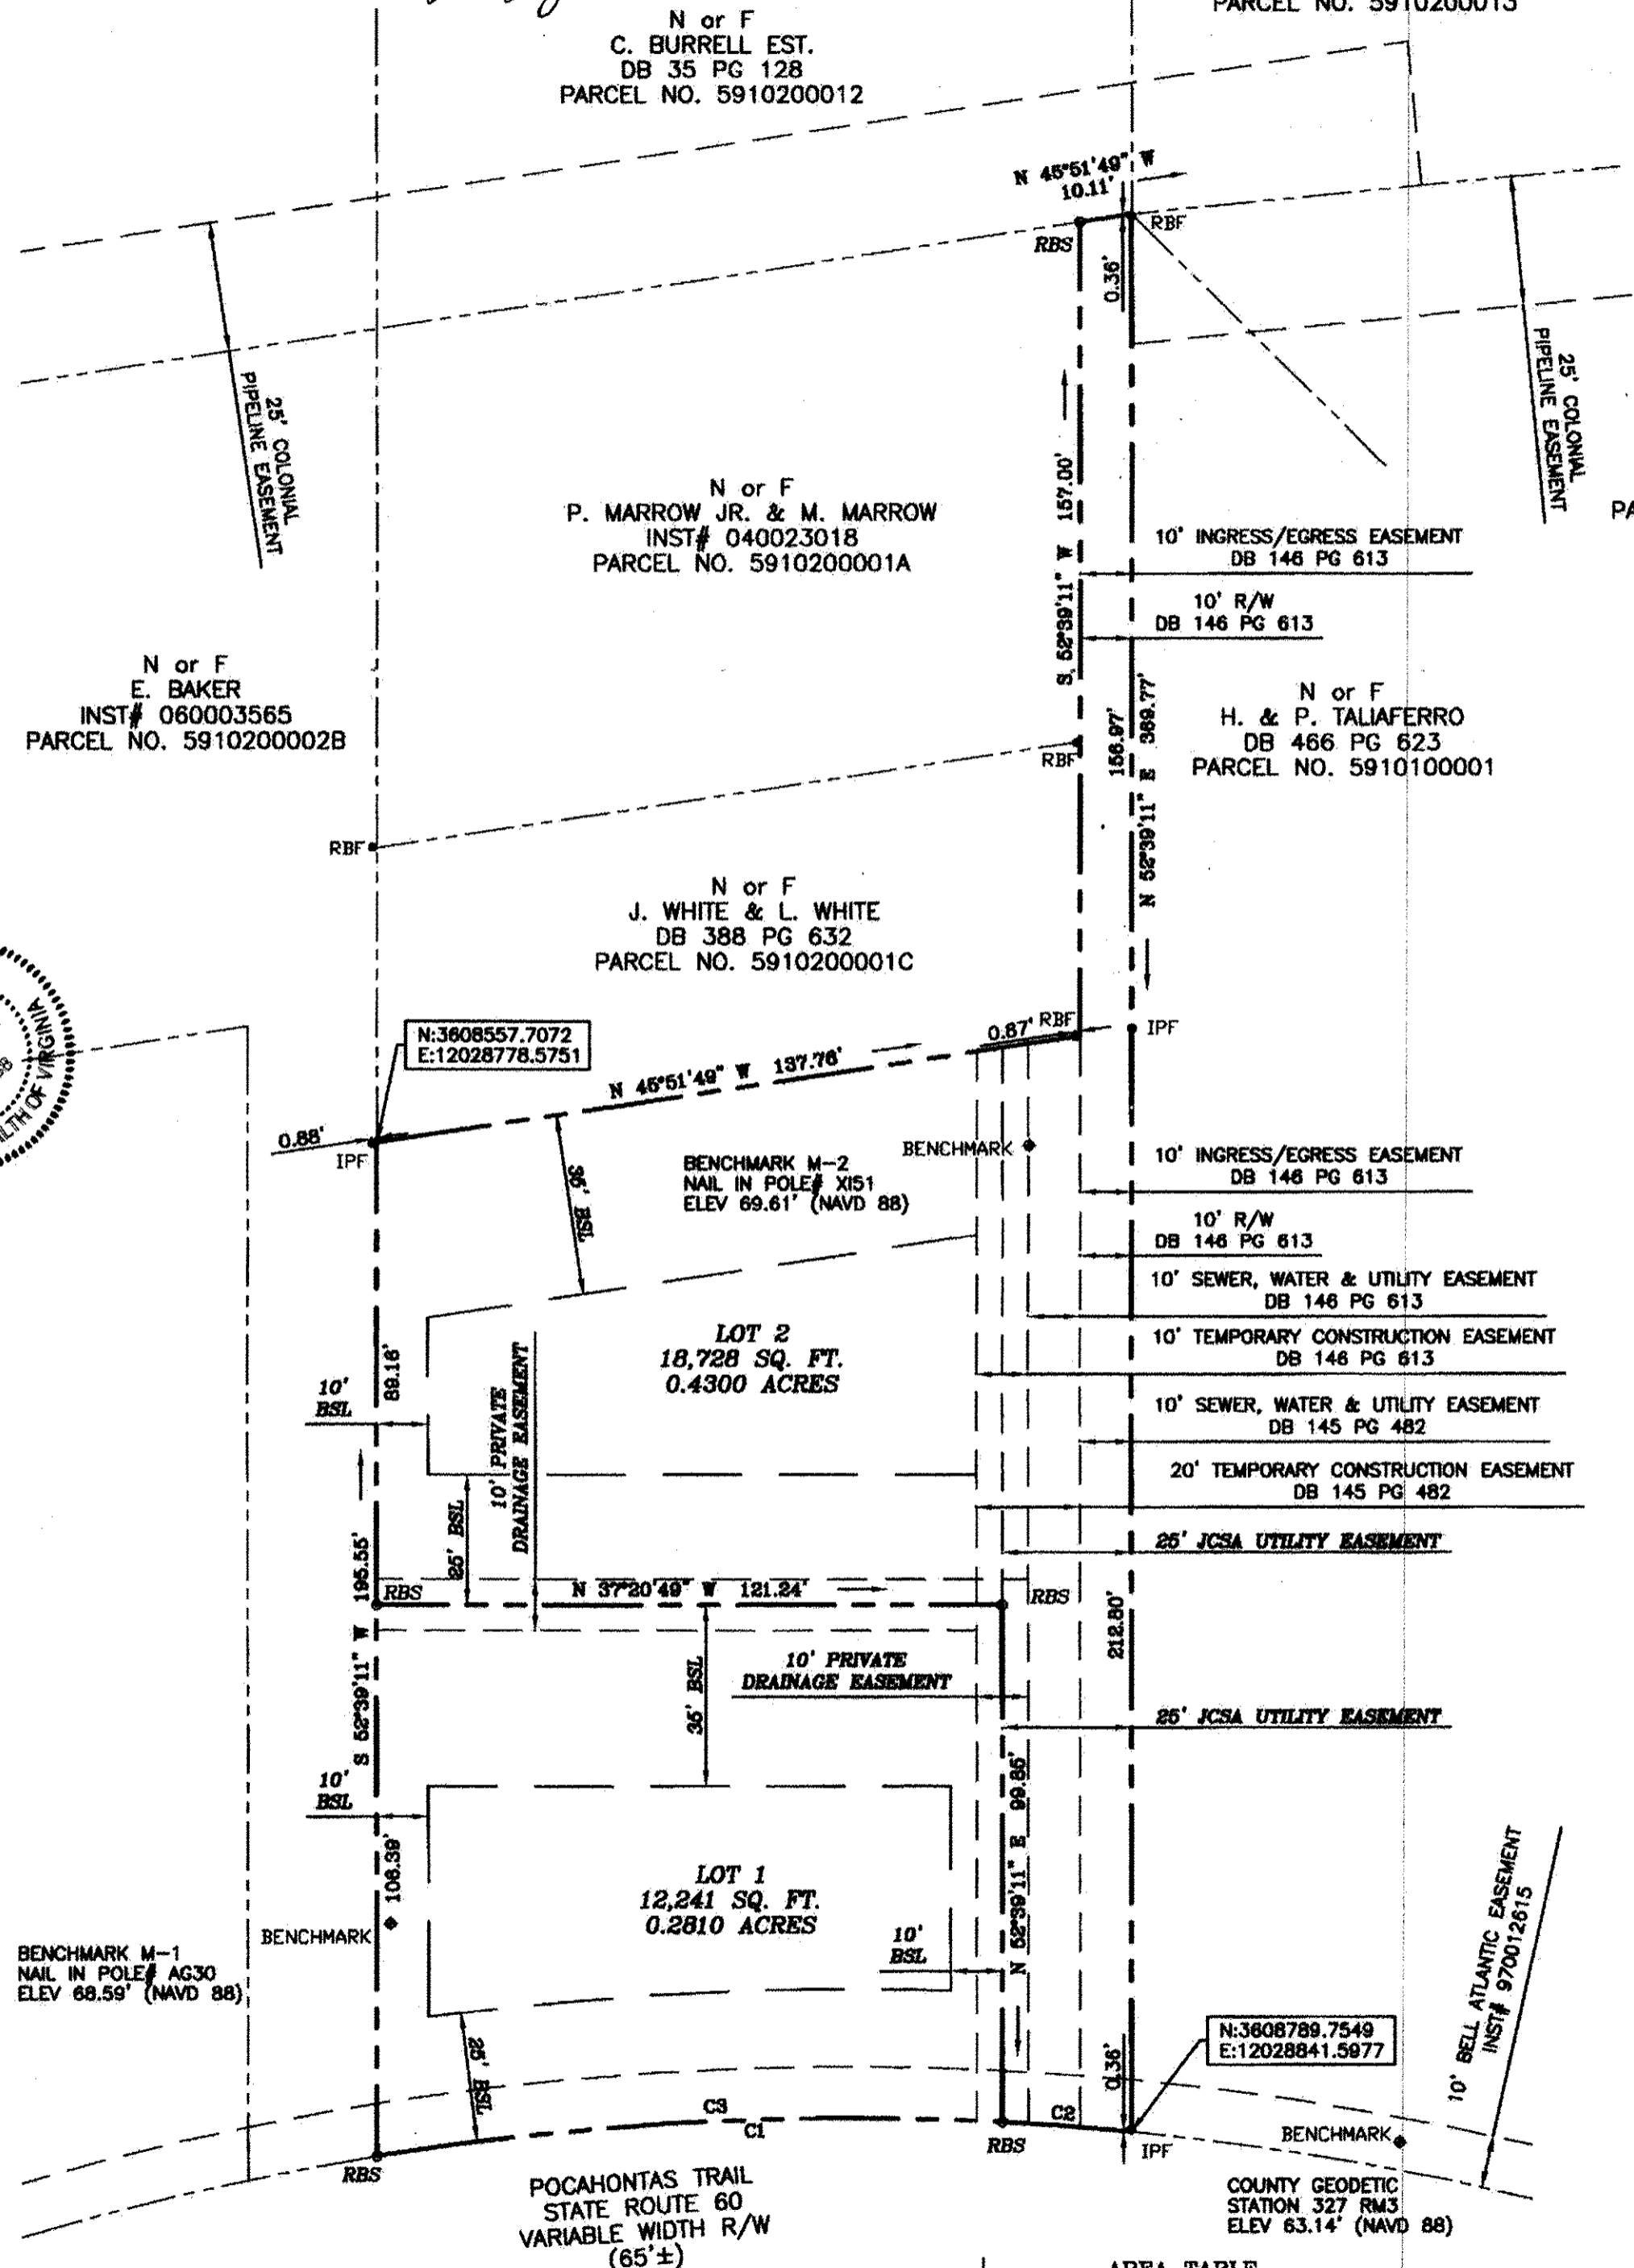 PARCEL NO. 5910200013
N or F
C. BURRELL EST.
DB 35 PG 128
PARCEL NO. 5910200012
N 45°51'49" W
10.11'
RBS
RBF
0.36'
25' COLONIAL
PIPELINE EASEMENT
25' COLONIAL
PIPELINE EASEMENT
PA
N or F
P. MARROW JR. & M. MARROW
INST# 040023018
PARCEL NO. 5910200001A
S 52°39'11" W 157.00'
10' INGRESS/EGRESS EASEMENT
DB 146 PG 613
10' R/W
DB 146 PG 613
N or F
E. BAKER
INST# 060003565
PARCEL NO. 5910200002B
N or F
H. & P. TALIAFERRO
DB 466 PG 623
PARCEL NO. 5910100001
RBF
156.97'
N 52°39'11" E 369.77'
RBF
N or F
J. WHITE & L. WHITE
DB 388 PG 632
PARCEL NO. 5910200001C
LTH OF VIRGINIA
N:3608557.7072
E:12028778.5751
0.87'
RBF
IPF
N 45°51'49" W 137.76'
0.88'
IPF
35' BSL
BENCHMARK M-2
NAIL IN POLE# XI51
ELEV 69.61' (NAVD 88)
BENCHMARK
10' INGRESS/EGRESS EASEMENT
DB 146 PG 613
10' R/W
DB 146 PG 613
10' SEWER, WATER & UTILITY EASEMENT
DB 146 PG 613
10' TEMPORARY CONSTRUCTION EASEMENT
DB 146 PG 613
10' SEWER, WATER & UTILITY EASEMENT
DB 145 PG 482
20' TEMPORARY CONSTRUCTION EASEMENT
DB 145 PG 482
25' JCSA UTILITY EASEMENT
LOT 2
18,728 SQ. FT.
0.4300 ACRES
89.16'
10'
BSL
10' PRIVATE
DRAINAGE EASEMENT
25' BSL
S 52°39'11" W 195.55'
RBS
N 37°20'49" W 121.24'
RBS
212.80'
35' BSL
10' PRIVATE
DRAINAGE EASEMENT
25' JCSA UTILITY EASEMENT
10'
BSL
106.39'
N 52°39'11" E 99.85'
LOT 1
12,241 SQ. FT.
0.2810 ACRES
10'
BSL
BENCHMARK
BENCHMARK M-1
NAIL IN POLE# AG30
ELEV 68.59' (NAVD 88)
25' BSL
0.36'
N:3608789.7549
E:12028841.5977
10' BELL ATLANTIC EASEMENT
INST# 970012615
C3
C1
C2
RBS
RBS
IPF
BENCHMARK
POCAHONTAS TRAIL
STATE ROUTE 60
VARIABLE WIDTH R/W
(65'±)
COUNTY GEODETIC
STATION 327 RM3
ELEV 63.14' (NAVD 88)
AREA TABLE